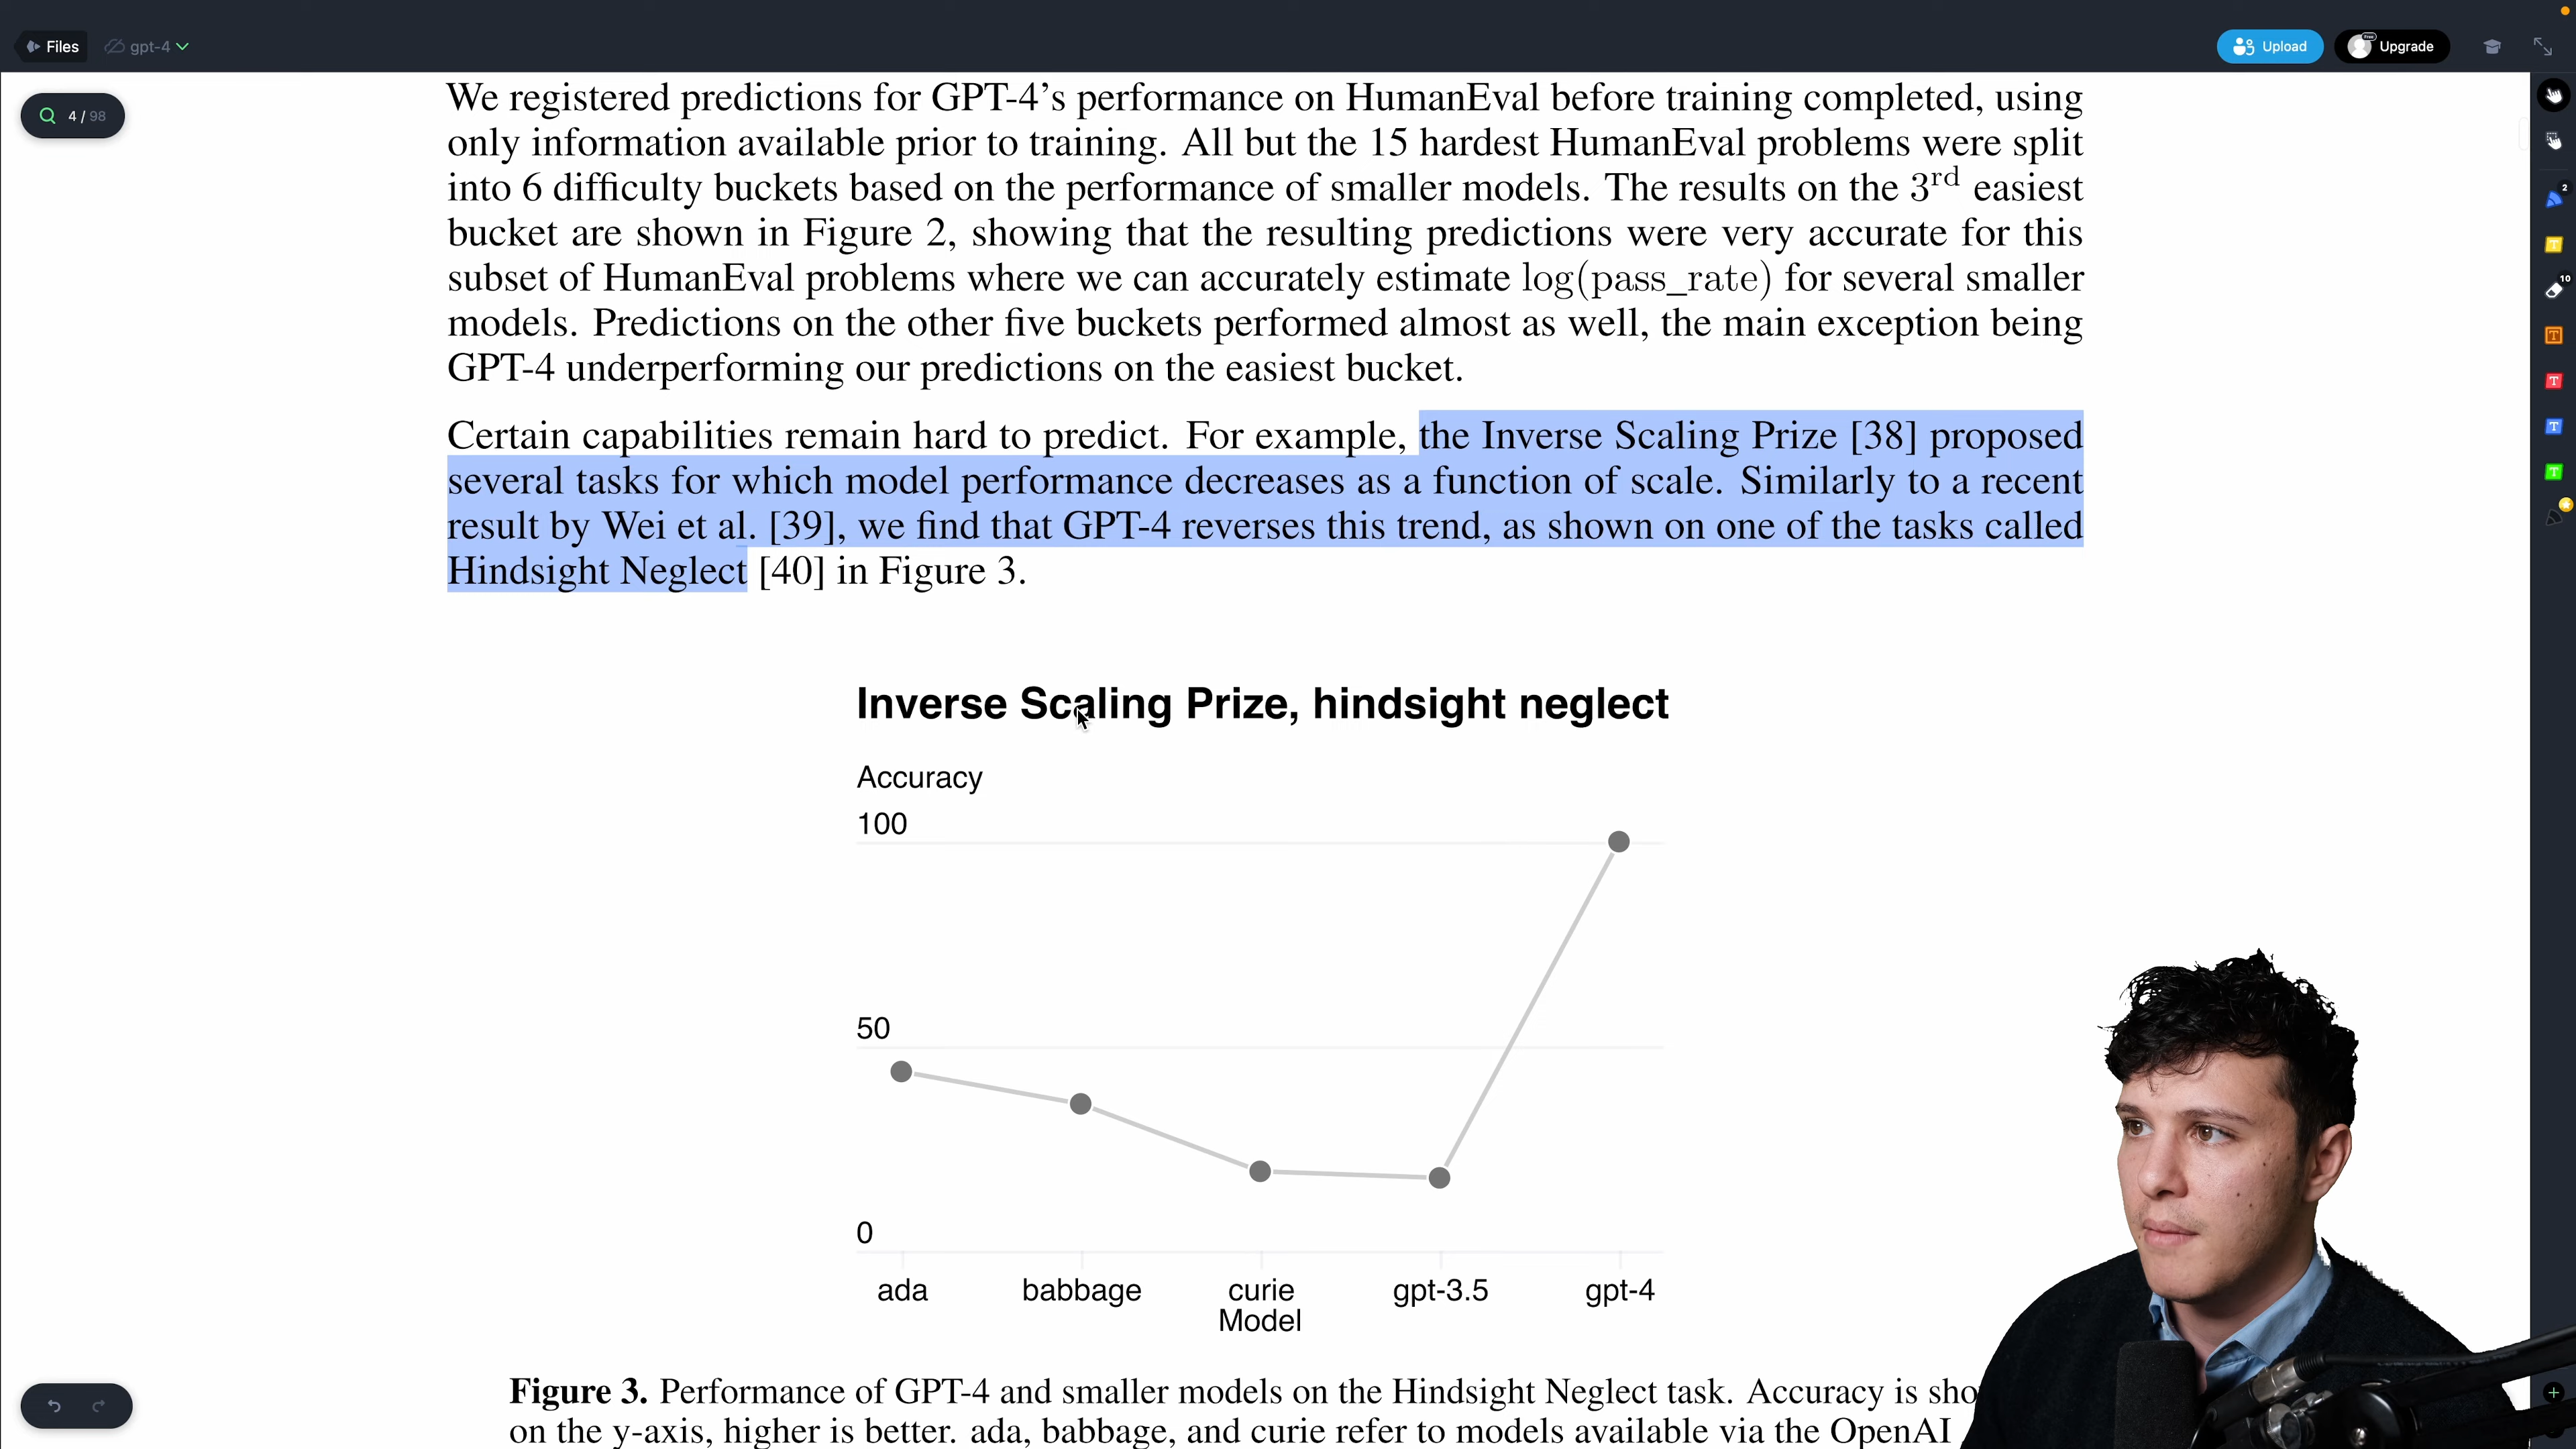 Files
gpt-4
Upload
Free
Upgrade
4 / 98
2
10
We registered predictions for GPT-4’s performance on HumanEval before training completed, using
only information available prior to training. All but the 15 hardest HumanEval problems were split
into 6 difficulty buckets based on the performance of smaller models. The results on the 3rd easiest
bucket are shown in Figure 2, showing that the resulting predictions were very accurate for this
subset of HumanEval problems where we can accurately estimate log(pass_rate) for several smaller
models. Predictions on the other five buckets performed almost as well, the main exception being
GPT-4 underperforming our predictions on the easiest bucket.
Certain capabilities remain hard to predict. For example, the Inverse Scaling Prize [38] proposed
several tasks for which model performance decreases as a function of scale. Similarly to a recent
result by Wei et al. [39], we find that GPT-4 reverses this trend, as shown on one of the tasks called
Hindsight Neglect [40] in Figure 3.
Inverse Scaling Prize, hindsight neglect
Accuracy
100
50
0
ada babbage curie gpt-3.5 gpt-4
Model
Figure 3. Performance of GPT-4 and smaller models on the Hindsight Neglect task. Accuracy is sho
on the y-axis, higher is better. ada, babbage, and curie refer to models available via the OpenAI
T
T
T
T
T